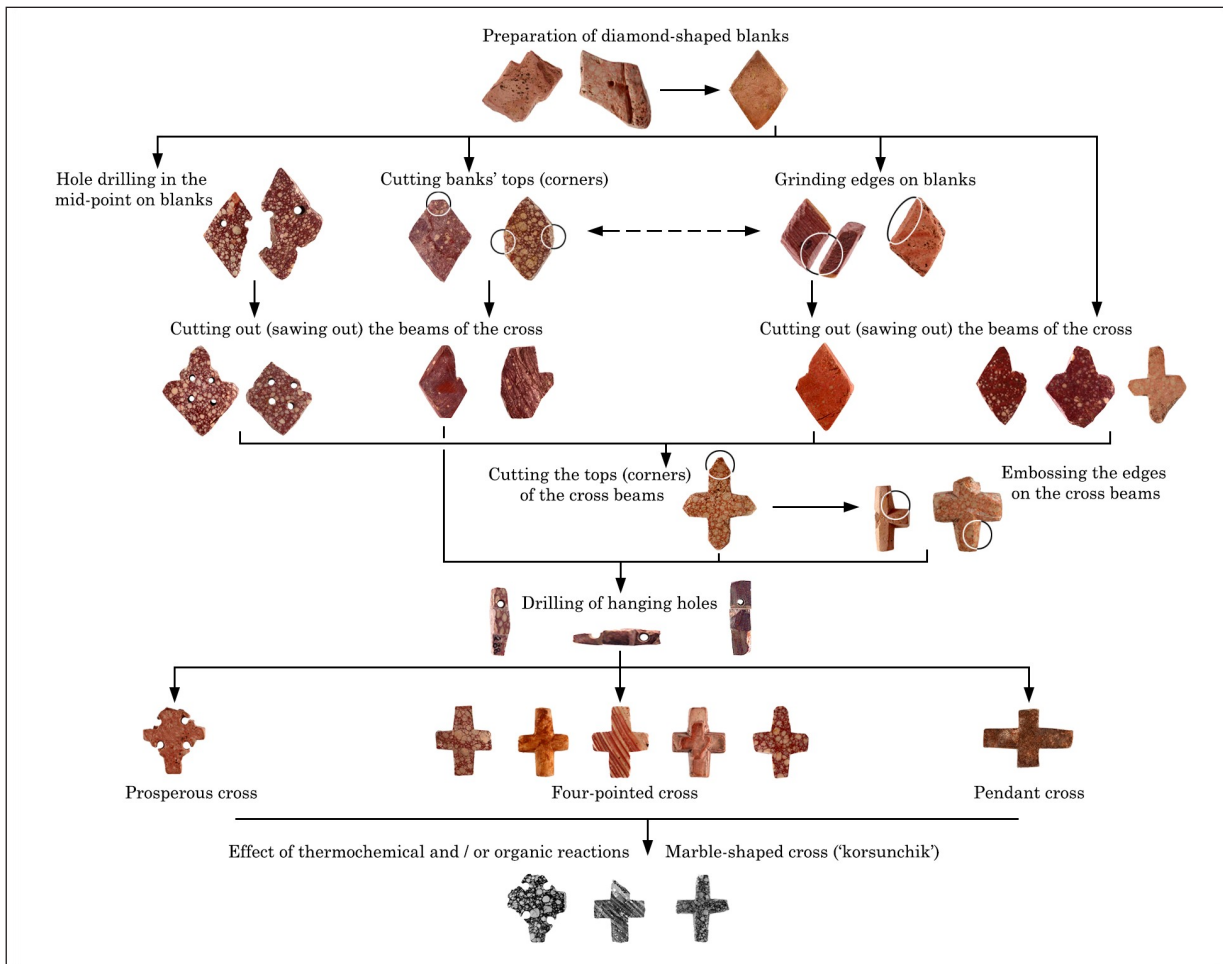 Preparation of diamond-shaped blanks
Hole drilling in the
mid-point on blanks
Cutting banks' tops (corners)
Grinding edges on blanks
Cutting out (sawing out) the beams of the cross
Cutting out (sawing out) the beams of the cross
Cutting the tops (corners)
of the cross beams
Embossing the edges
on the cross beams
Drilling of hanging holes
Prosperous cross
Four-pointed cross
Pendant cross
Effect of thermochemical and / or organic reactions
Marble-shaped cross ('korsunchik')